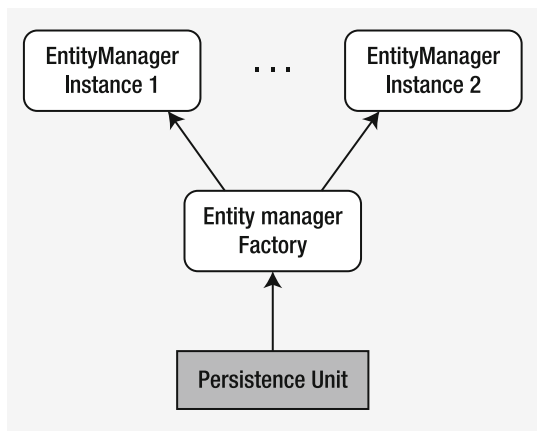 EntityManager
Instance 1
...
EntityManager
Instance 2
Entity manager
Factory
Persistence Unit